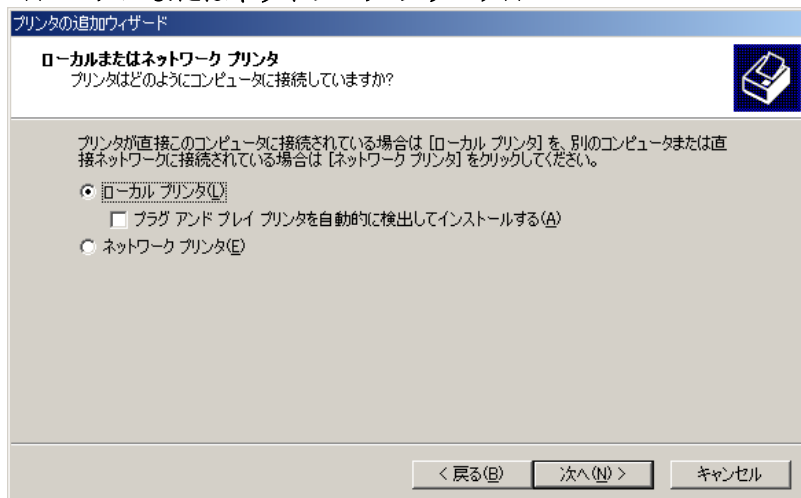 プリンタの追加ウィザード
ローカルまたはネットワーク プリンタ
プリンタはどのようにコンピュータに接続していますか?
プリンタが直接このコンピュータに接続されている場合は [ローカル プリンタ] を、別のコンピュータまたは直
接ネットワークに接続されている場合は [ネットワーク プリンタ] をクリックしてください。
ローカル プリンタ(L)
プラグ アンド プレイ プリンタを自動的に検出してインストールする(A)
ネットワーク プリンタ(E)
< 戻る(B) 次へ(N) > キャンセル